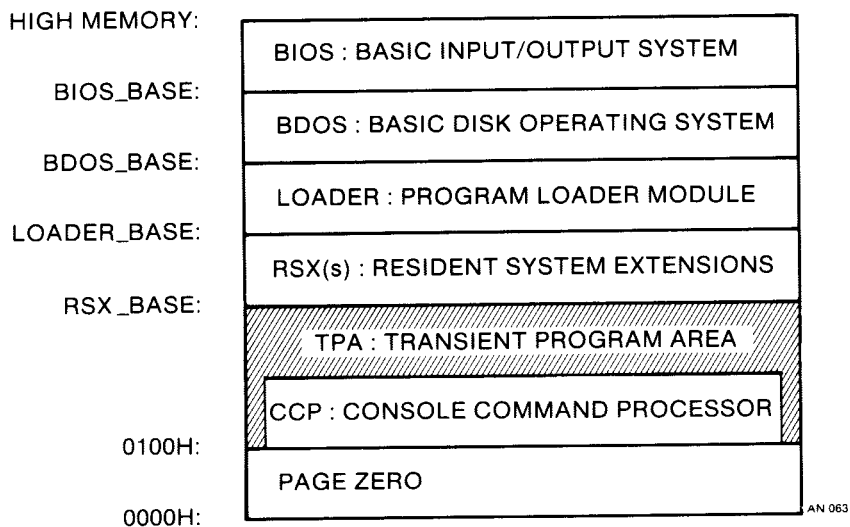 HIGH MEMORY:
BIOS : BASIC INPUT/OUTPUT SYSTEM
BIOS_BASE:
BDOS : BASIC DISK OPERATING SYSTEM
BDOS_BASE:
LOADER : PROGRAM LOADER MODULE
LOADER_BASE:
RSX(s) : RESIDENT SYSTEM EXTENSIONS
RSX_BASE:
TPA : TRANSIENT PROGRAM AREA
CCP : CONSOLE COMMAND PROCESSOR
0100H:
PAGE ZERO
0000H:
AN 063